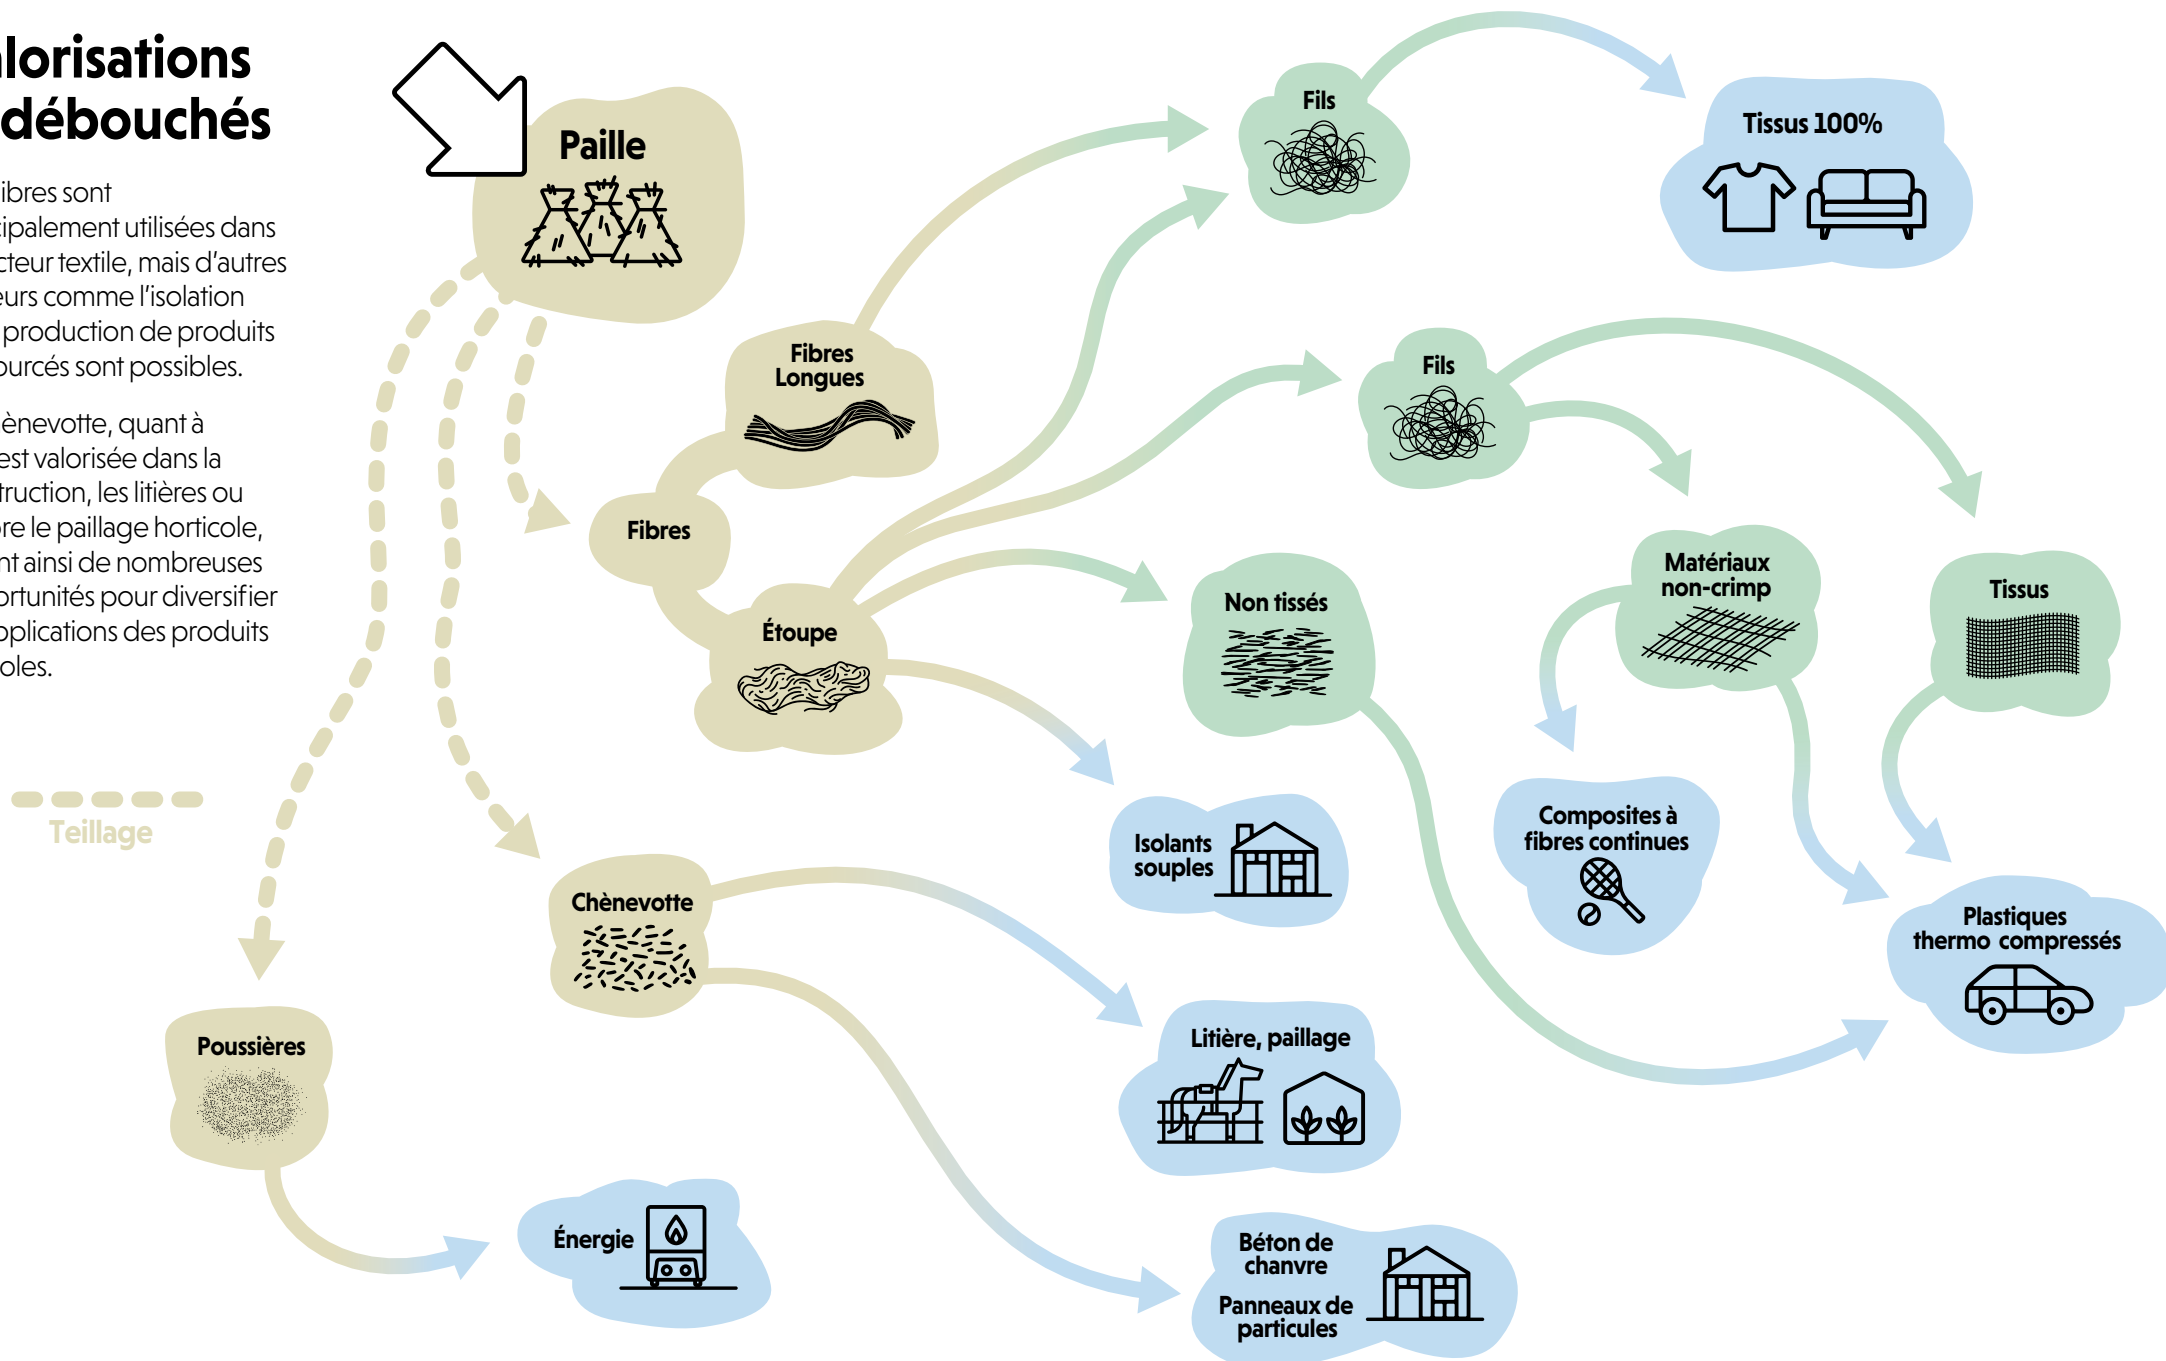 alorisations
débouchés
ibres sont
cipalement utilisées dans
cteur textile, mais d'autres
eurs comme l'isolation
production de produits
ourcés sont possibles.
ènevotte, quant à
est valorisée dans la
truction, les litières ou
re le paillage horticole,
nt ainsi de nombreuses
ortunités pour diversifier
pplications des produits
oles.
Teillage
Paille
Fibres
Longues
Fibres
Étoupe
Fils
Tissus 100%
Fils
Non tissés
Matériaux
non-crimp
Tissus
Isolants
souples
Composites à
fibres continues
Plastiques
thermo compressés
Chènevotte
Litière, paillage
Poussières
Énergie
Béton de
chanvre
Panneaux de
particules